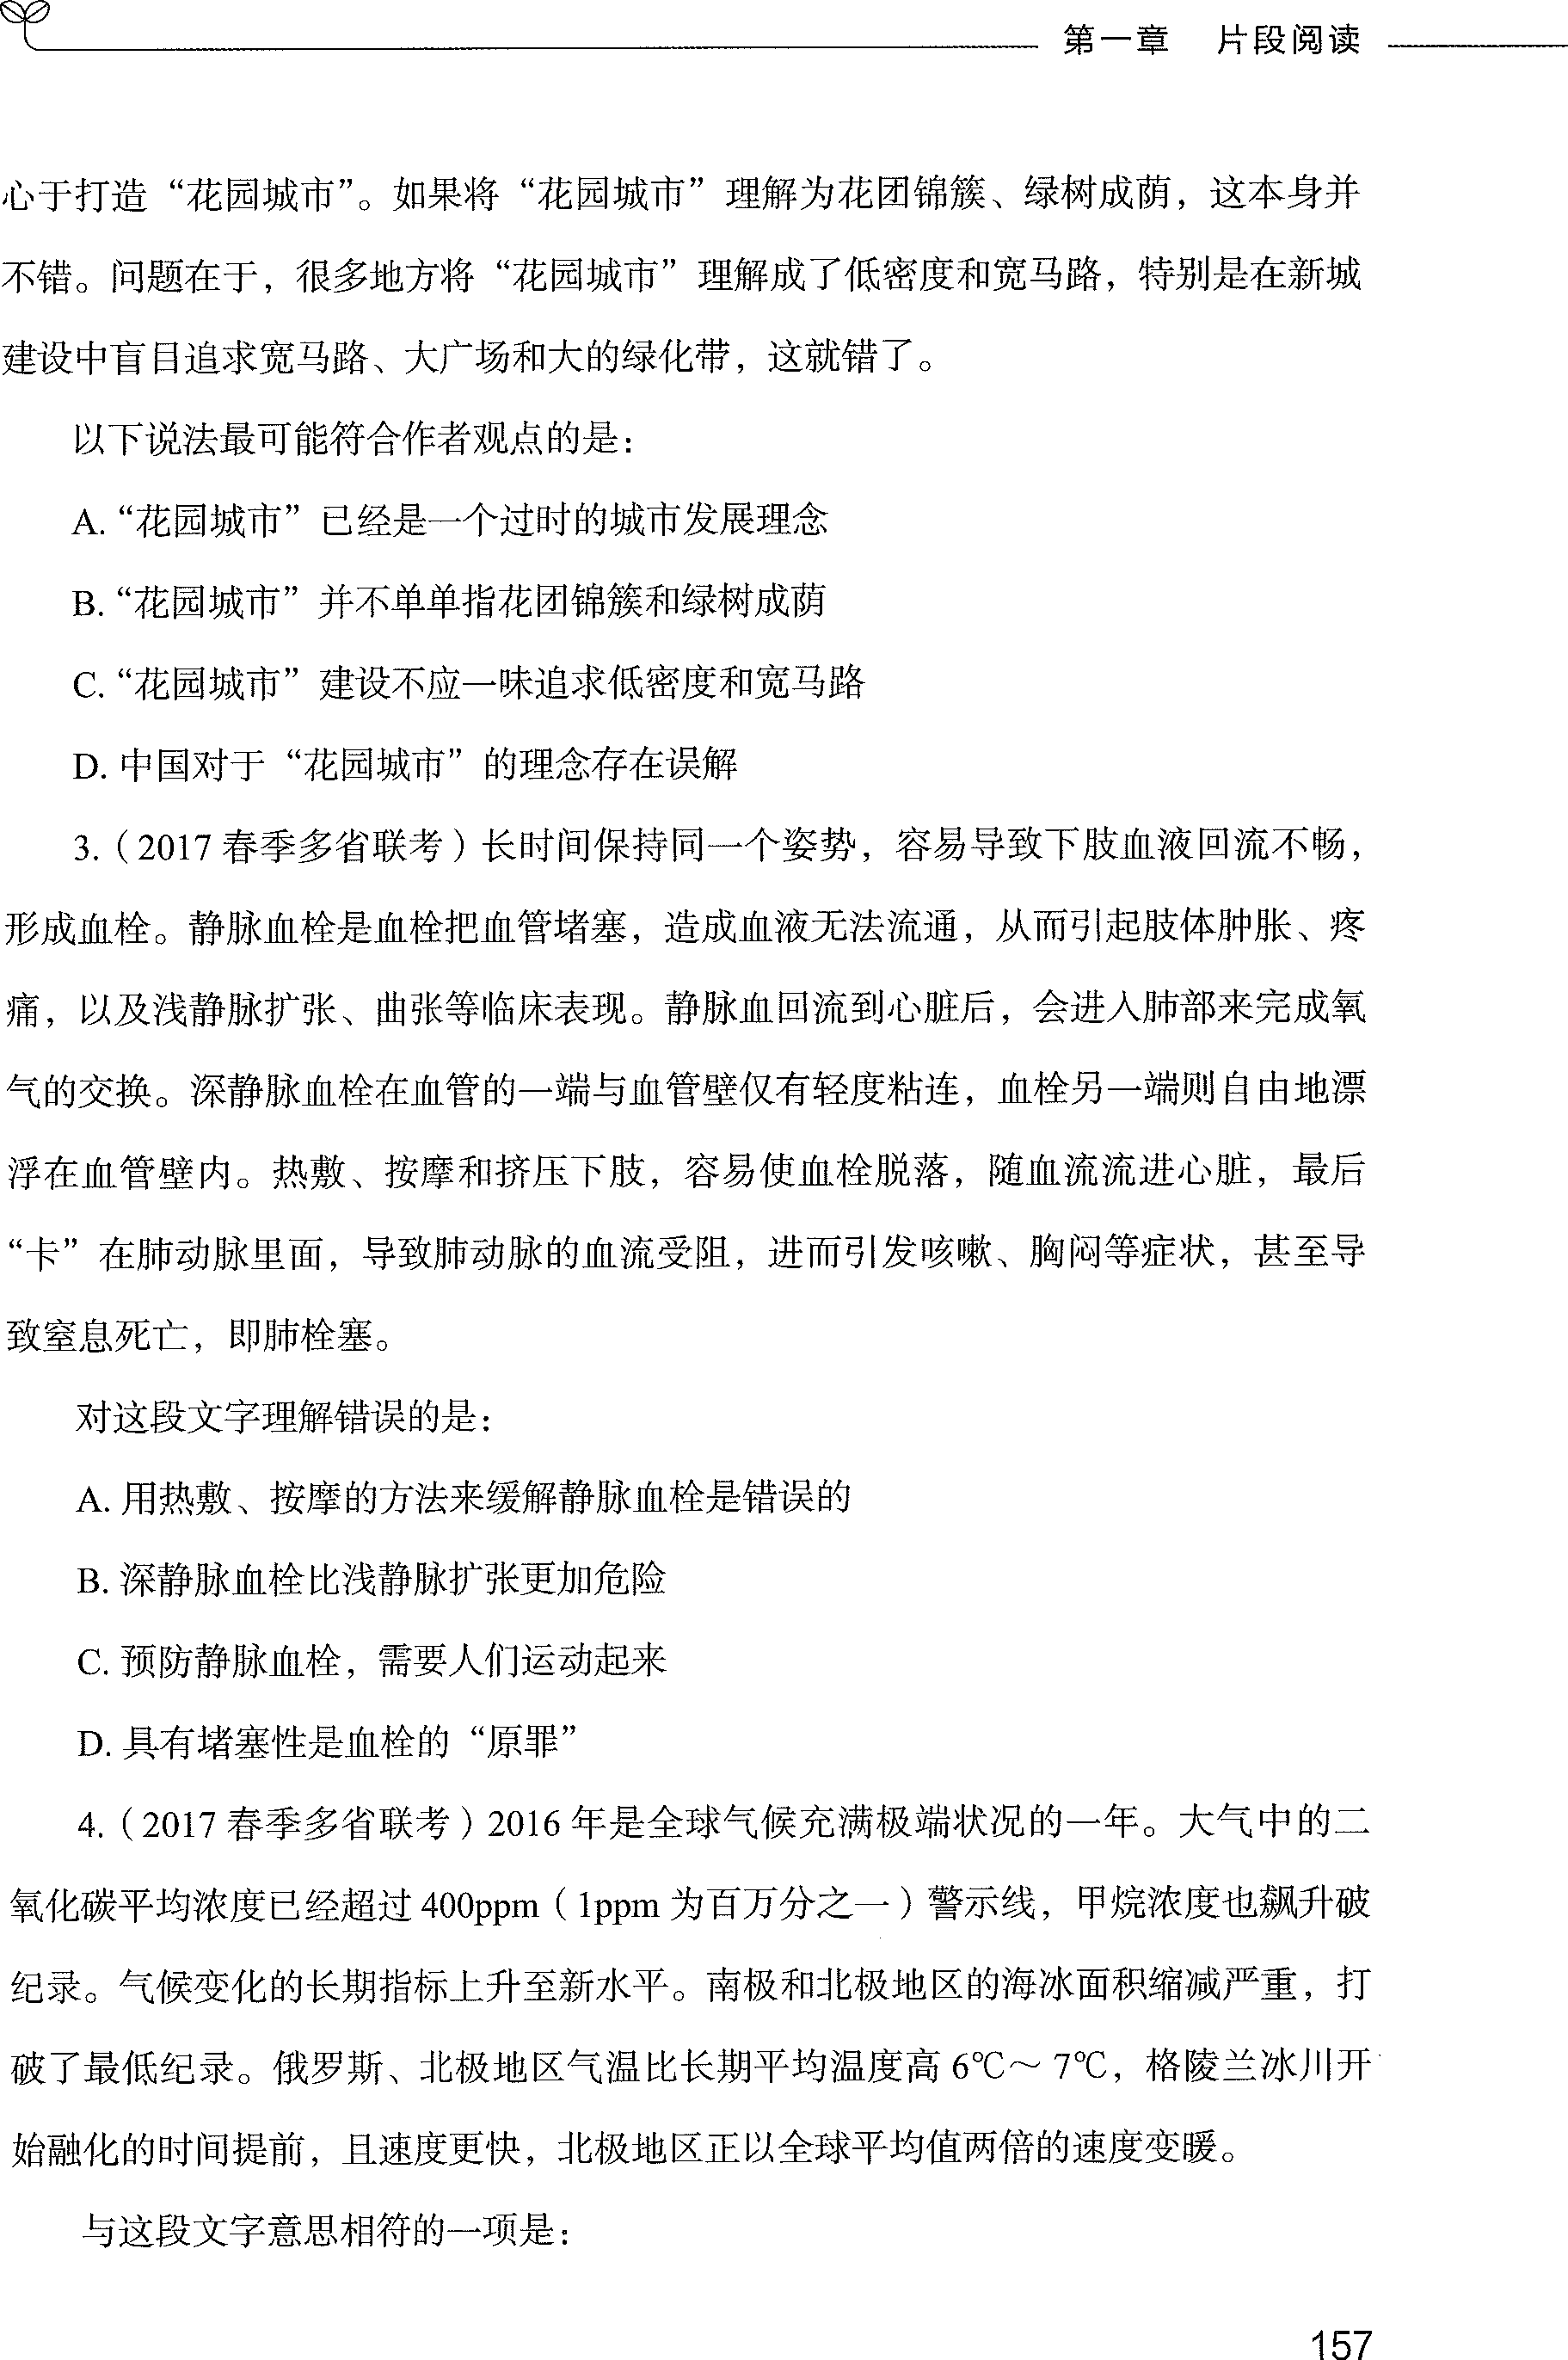 第一章 片段阅读
心于打造“花园城市”。如果将“花园城市”理解为花团锦簇、绿树成荫，这本身并
不错。问题在于，很多地方将“花园城市”理解成了低密度和宽马路，特别是在新城
建设中盲目追求宽马路、大广场和大的绿化带，这就错了。
以下说法最可能符合作者观点的是：
A. “花园城市”已经是一个过时的城市发展理念
B. “花园城市”并不单单指花团锦簇和绿树成荫
C. “花园城市”建设不应一味追求低密度和宽马路
D. 中国对于“花园城市”的理念存在误解
3.（2017 春季多省联考）长时间保持同一个姿势，容易导致下肢血液回流不畅，
形成血栓。静脉血栓是血栓把血管堵塞，造成血液无法流通，从而引起肢体肿胀、疼
痛，以及浅静脉扩张、曲张等临床表现。静脉血回流到心脏后，会进入肺部来完成氧
气的交换。深静脉血栓在血管的一端与血管壁仅有轻度粘连，血栓另一端则自由地漂
浮在血管壁内。热敷、按摩和挤压下肢，容易使血栓脱落，随血流流进心脏，最后
“卡”在肺动脉里面，导致肺动脉的血流受阻，进而引发咳嗽、胸闷等症状，甚至导
致窒息死亡，即肺栓塞。
对这段文字理解错误的是：
A. 用热敷、按摩的方法来缓解静脉血栓是错误的
B. 深静脉血栓比浅静脉扩张更加危险
C. 预防静脉血栓，需要人们运动起来
D. 具有堵塞性是血栓的“原罪”
4.（2017 春季多省联考）2016 年是全球气候充满极端状况的一年。大气中的二
氧化碳平均浓度已经超过 400ppm（1ppm 为百万分之一）警示线，甲烷浓度也飙升破
纪录。气候变化的长期指标上升至新水平。南极和北极地区的海冰面积缩减严重，打
破了最低纪录。俄罗斯、北极地区气温比长期平均温度高 6℃～ 7℃，格陵兰冰川开
始融化的时间提前，且速度更快，北极地区正以全球平均值两倍的速度变暖。
与这段文字意思相符的一项是：
157